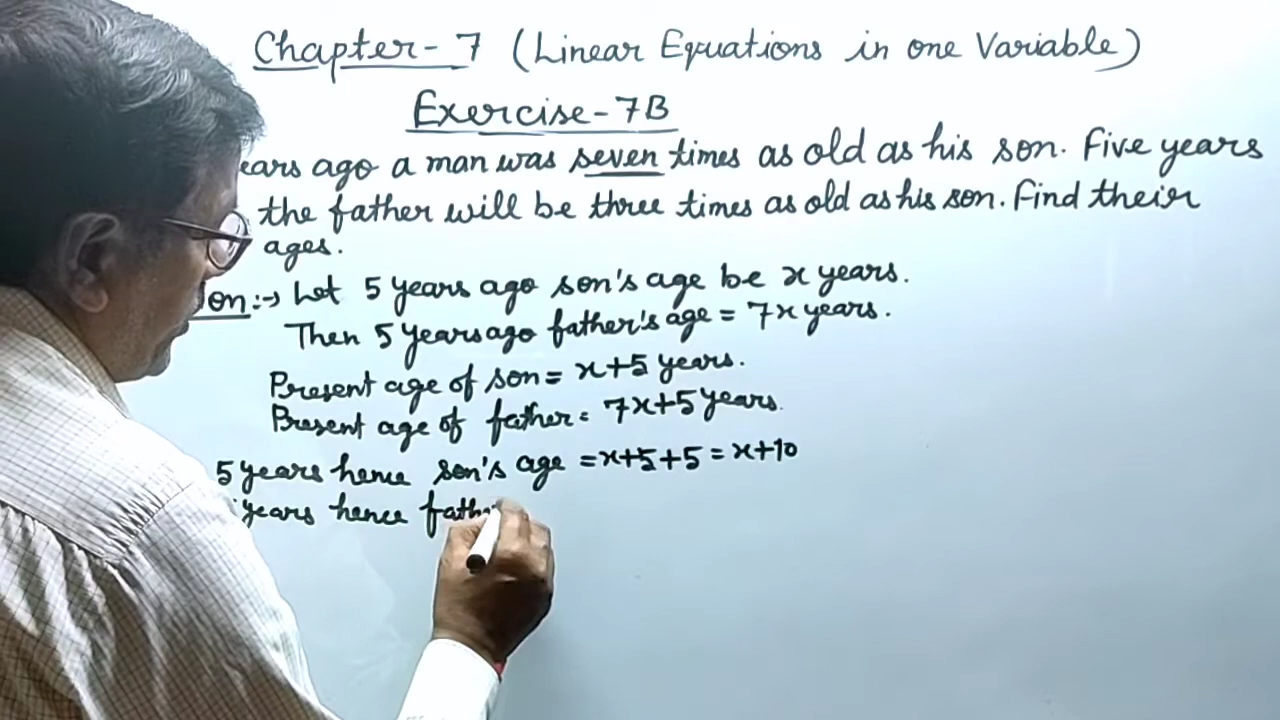 Chapter-7 (Linear Equations in one Variable)
Exercise-7B
ears ago a man was seven times as old as his son. Five years
the father will be three times as old as his son. Find their
ages.
on:→ Let 5 years ago son's age be x years.
Then 5 years ago father's age = 7x years.
Present age of son = x+5 years.
Present age of father = 7x+5 years.
5 years hence son's age = x+5+5 = x+10
years hence fathe